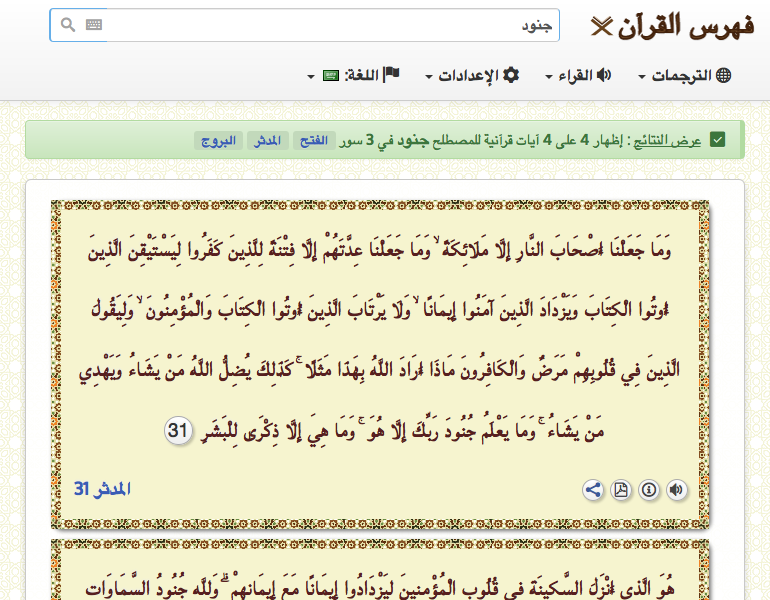 فهرس القرآن
جنود
الترجمات
القراء
الإعدادات
اللغة:
عرض النتائج : إظهار 4 على 4 آيات قرآنية للمصطلح جنود في 3 سور الفتح المدثر البروج
وَمَا جَعَلْنَا أَصْحَابَ النَّارِ إِلَّا مَلَائِكَةً ۙ وَمَا جَعَلْنَا عِدَّتَهُمْ إِلَّا فِتْنَةً لِلَّذِينَ كَفَرُوا لِيَسْتَيْقِنَ الَّذِينَ
أُوتُوا الْكِتَابَ وَيَزْدَادَ الَّذِينَ آمَنُوا إِيمَانًا ۙ وَلَا يَرْتَابَ الَّذِينَ أُوتُوا الْكِتَابَ وَالْمُؤْمِنُونَ ۙ وَلِيَقُولَ
الَّذِينَ فِي قُلُوبِهِمْ مَرَضٌ وَالْكَافِرُونَ مَاذَا أَرَادَ اللَّهُ بِهَٰذَا مَثَلًا ۚ كَذَٰلِكَ يُضِلُّ اللَّهُ مَنْ يَشَاءُ وَيَهْدِي
مَنْ يَشَاءُ ۚ وَمَا يَعْلَمُ جُنُودَ رَبِّكَ إِلَّا هُوَ ۚ وَمَا هِيَ إِلَّا ذِكْرَىٰ لِلْبَشَرِ 31
المدثر 31
هُوَ الَّذِي أَنْزَلَ السَّكِينَةَ فِي قُلُوبِ الْمُؤْمِنِينَ لِيَزْدَادُوا إِيمَانًا مَعَ إِيمَانِهِمْ ۗ وَلِلَّهِ جُنُودُ السَّمَاوَاتِ